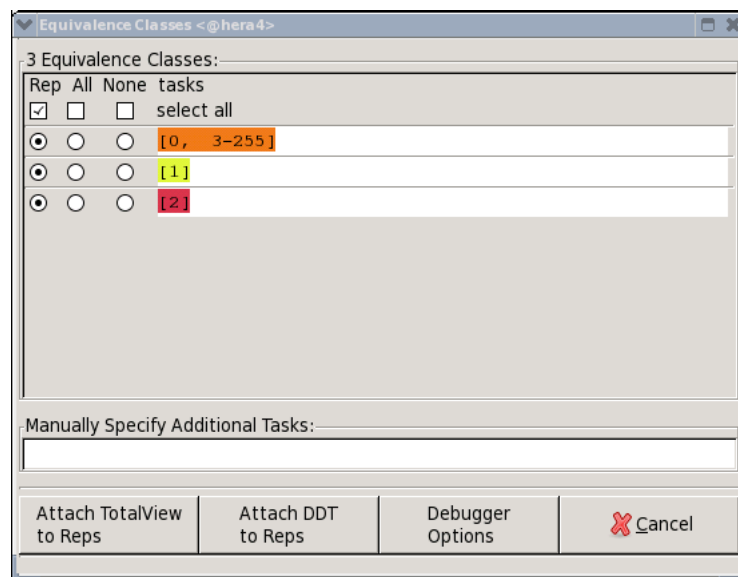 Equivalence Classes <@hera4>
3 Equivalence Classes:
Rep All None tasks
select all
[0, 3-255]
[1]
[2]
Manually Specify Additional Tasks:
Attach TotalView
to Reps
Attach DDT
to Reps
Debugger
Options
Cancel